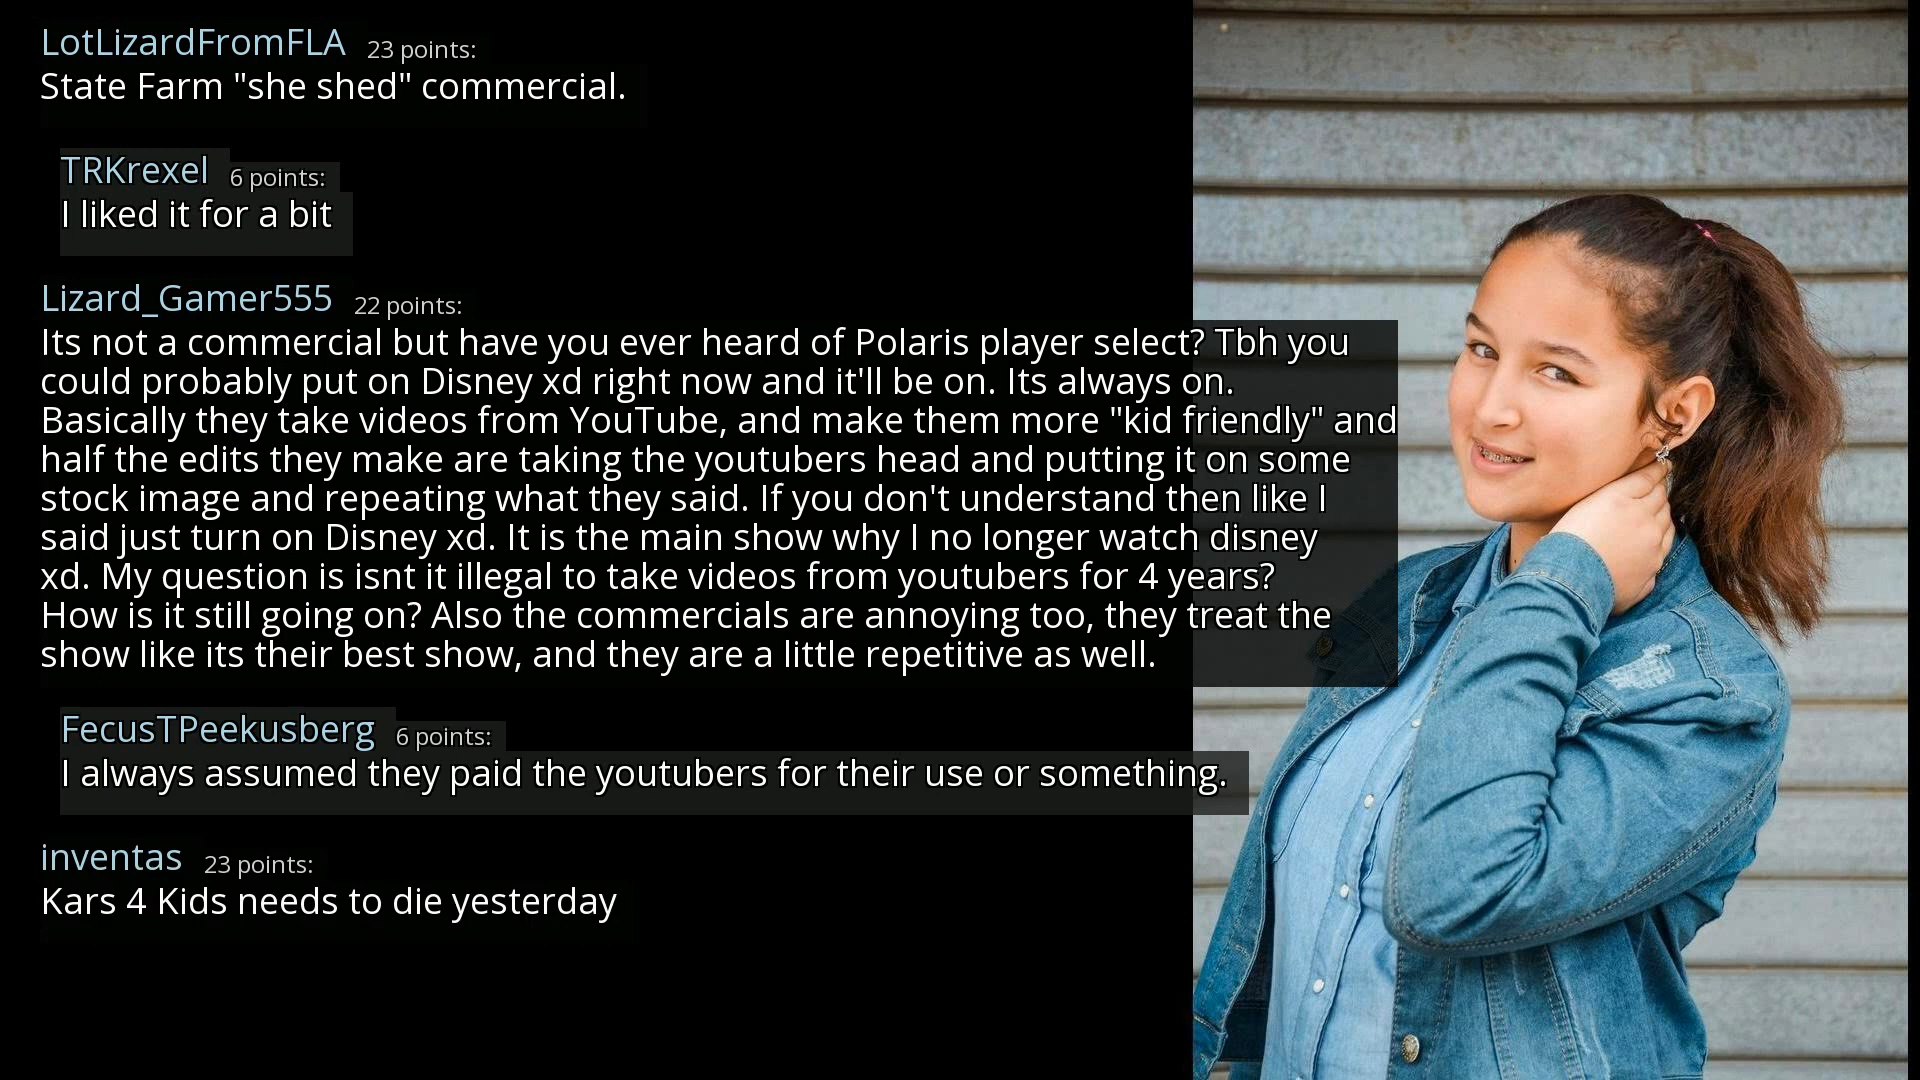 LotLizardFromFLA 23 points:
State Farm "she shed" commercial.
TRKrexel 6 points:
I liked it for a bit
Lizard_Gamer555 22 points:
Its not a commercial but have you ever heard of Polaris player select? Tbh you
could probably put on Disney xd right now and it'll be on. Its always on.
Basically they take videos from YouTube, and make them more "kid friendly" and
half the edits they make are taking the youtubers head and putting it on some
stock image and repeating what they said. If you don't understand then like I
said just turn on Disney xd. It is the main show why I no longer watch disney
xd. My question is isnt it illegal to take videos from youtubers for 4 years?
How is it still going on? Also the commercials are annoying too, they treat the
show like its their best show, and they are a little repetitive as well.
FecusTPeekusberg 6 points:
I always assumed they paid the youtubers for their use or something.
inventas 23 points:
Kars 4 Kids needs to die yesterday